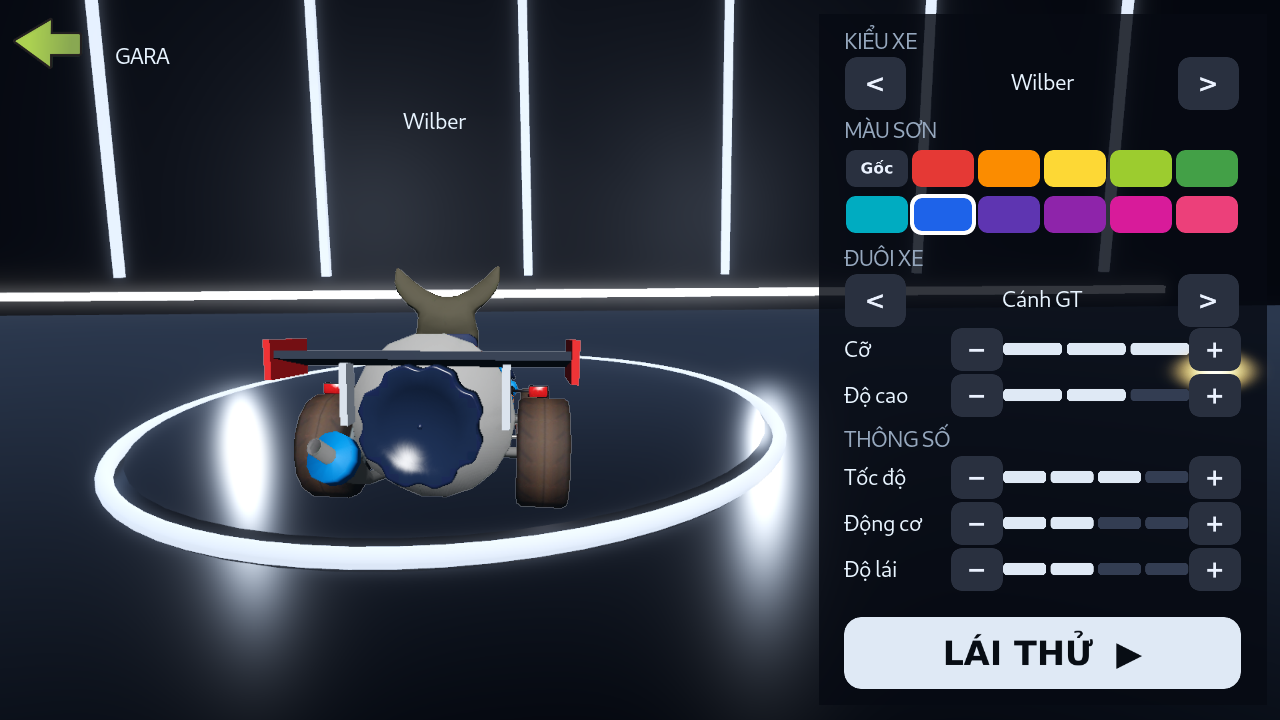 GARA
Wilber
KIỂU XE
< Wilber >
MÀU SƠN
Gốc
ĐUÔI XE
< Cánh GT >
Cỡ − +
Độ cao − +
THÔNG SỐ
Tốc độ − +
Động cơ − +
Độ lái − +
LÁI THỬ ▶